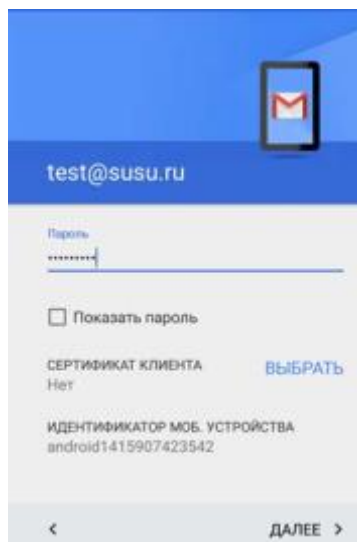 test@susu.ru
Пароль
•••••••••
Показать пароль
СЕРТИФИКАТ КЛИЕНТА
ВЫБРАТЬ
Нет
ИДЕНТИФИКАТОР МОБ. УСТРОЙСТВА
android1415907423542
ДАЛЕЕ